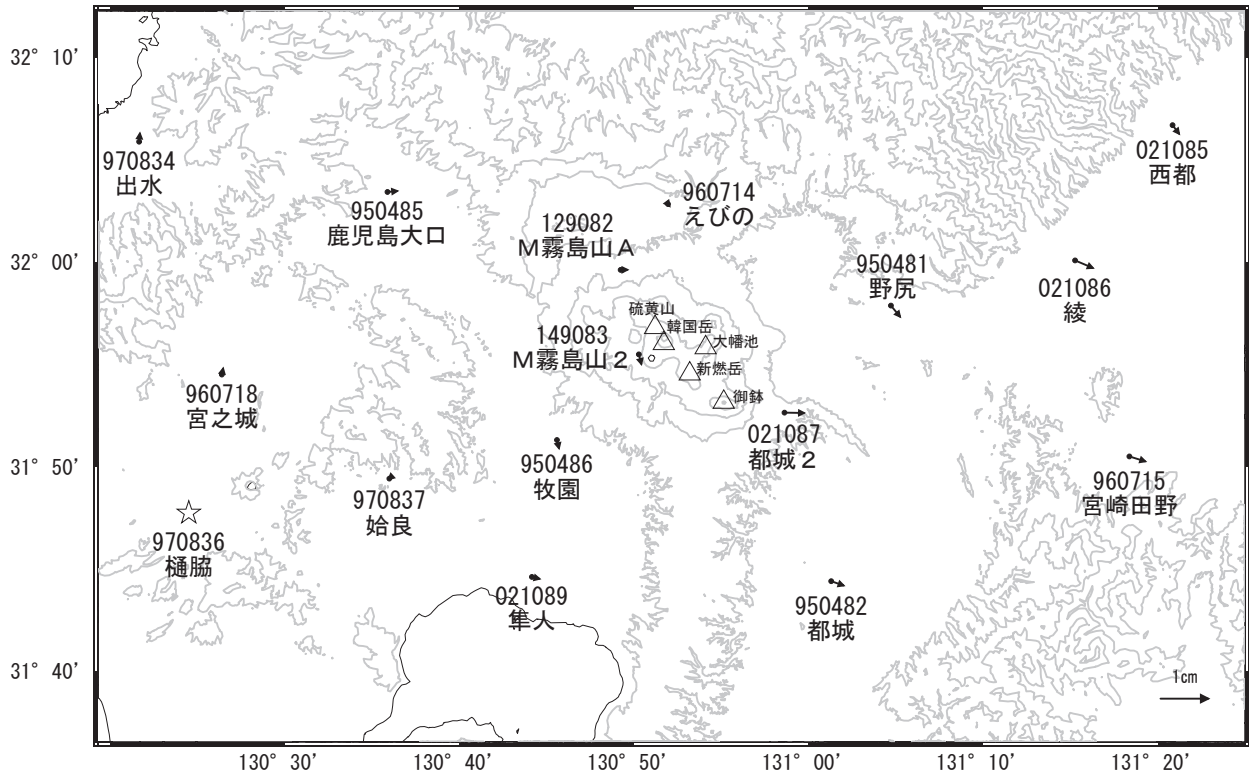 32° 10′
970834
出水
021085
西都
950485
鹿児島大口
960714
えびの
129082
M霧島山A
32° 00′
950481
野尻
021086
綾
硫黄山
韓国岳
大幡池
149083
M霧島山2
新燃岳
御鉢
960718
宮之城
021087
都城2
31° 50′
950486
牧園
960715
宮崎田野
970837
姶良
970836
樋脇
021089
隼人
950482
都城
31° 40′
1cm
130° 30′
130° 40′
130° 50′
131° 00′
131° 10′
131° 20′